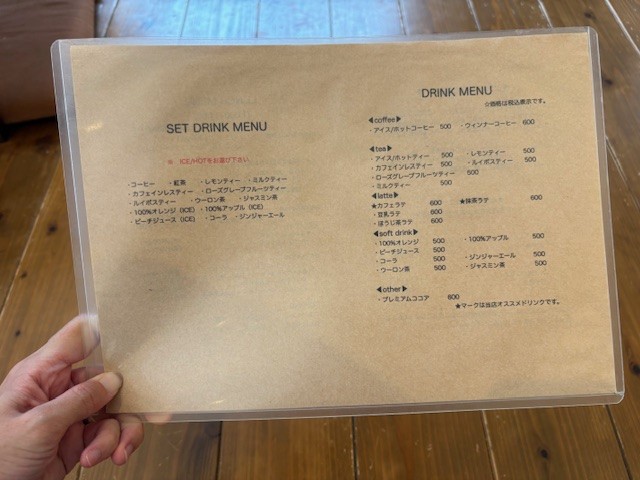 SET DRINK MENU
※ ICE/HOTをお選び下さい
・コーヒー ・紅茶 ・レモンティー ・ミルクティー
・カフェインレスティー ・ローズグレープフルーツティー
・ルイボスティー ・ウーロン茶 ・ジャスミン茶
・100%オレンジ (ICE) ・100%アップル (ICE)
・ピーチジュース (ICE) ・コーラ ・ジンジャーエール
DRINK MENU
☆価格は税込表示です。
◀coffee▶
・アイス/ホットコーヒー 500 ・ウィンナーコーヒー 600
◀tea▶
・アイス/ホットティー 500 ・レモンティー 500
・カフェインレスティー 500 ・ルイボスティー 500
・ローズグレープフルーツティー 500
・ミルクティー 500
◀latte▶
★カフェラテ 600 ★抹茶ラテ 600
・豆乳ラテ 600
・ほうじ茶ラテ 600
◀soft drink▶
・100%オレンジ 500 ・100%アップル 500
・ピーチジュース 500
・コーラ 500 ・ジンジャーエール 500
・ウーロン茶 500 ・ジャスミン茶 500
◀other▶
・プレミアムココア 600
★マークは当店オススメドリンクです。